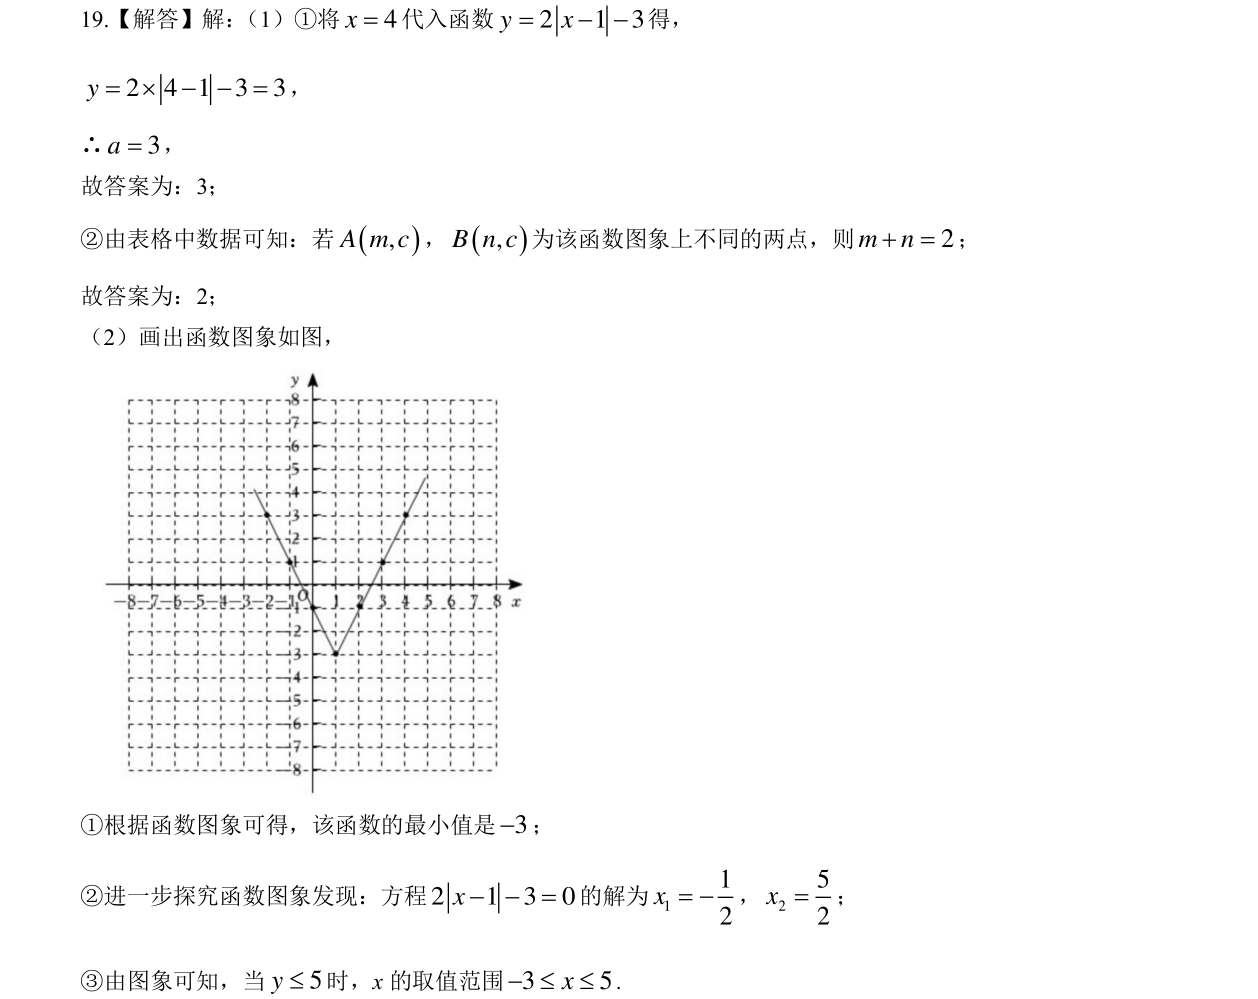 19.【解答】解：（1）①将 x = 4 代入函数 y = 2|x−1|−3 得，
y = 2×|4−1|−3 = 3，
∴ a = 3，
故答案为：3；
②由表格中数据可知：若 A(m,c)，B(n,c) 为该函数图象上不同的两点，则 m+n = 2；
故答案为：2；
（2）画出函数图象如图，
y
8
7
6
5
4
3
2
1
−8−7−6−5−4−3−2−1 O 1 2 3 4 5 6 7 8 x
−1
−2
−3
−4
−5
−6
−7
−8
①根据函数图象可得，该函数的最小值是 −3；
②进一步探究函数图象发现：方程 2|x−1|−3 = 0 的解为 x₁ = −1/2，x₂ = 5/2；
③由图象可知，当 y ≤ 5 时，x 的取值范围 −3 ≤ x ≤ 5．